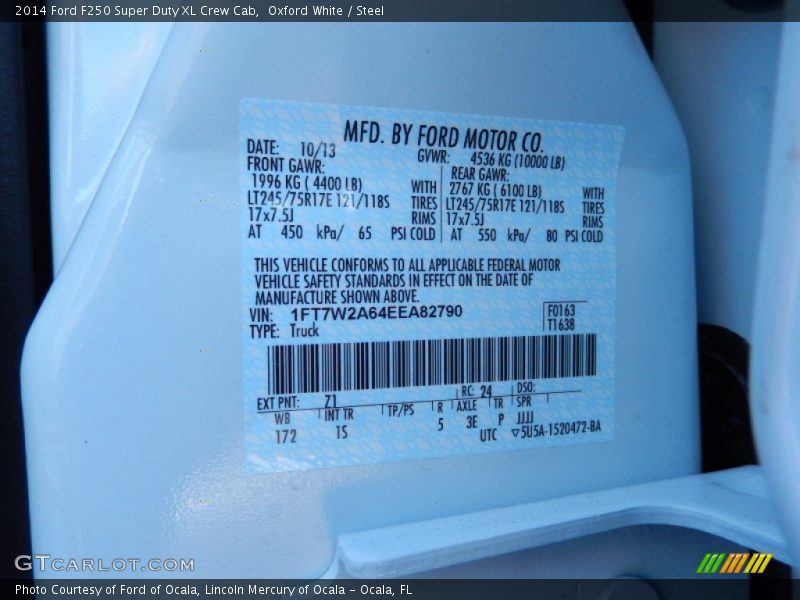 2014 Ford F250 Super Duty XL Crew Cab, Oxford White / Steel
MFD. BY FORD MOTOR CO.
DATE: 10/13 GVWR: 4536 KG (10000 LB)
FRONT GAWR: REAR GAWR:
1996 KG ( 4400 LB) WITH 2767 KG ( 6100 LB) WITH
LT245/75R17E 121/118S TIRES LT245/75R17E 121/118S TIRES
17x7.5J RIMS 17x7.5J RIMS
AT 450 kPa/ 65 PSI COLD AT 550 kPa/ 80 PSI COLD
THIS VEHICLE CONFORMS TO ALL APPLICABLE FEDERAL MOTOR
VEHICLE SAFETY STANDARDS IN EFFECT ON THE DATE OF
MANUFACTURE SHOWN ABOVE.
VIN: 1FT7W2A64EEA82790 F0163
TYPE: Truck T1638
EXT PNT: Z1 RC: 24 DSO:
WB INT TR TP/PS R AXLE TR SPR
172 1S 5 3E P JJJJ
UTC ▽5U5A-1520472-BA
GTCARLOT.COM
Photo Courtesy of Ford of Ocala, Lincoln Mercury of Ocala - Ocala, FL